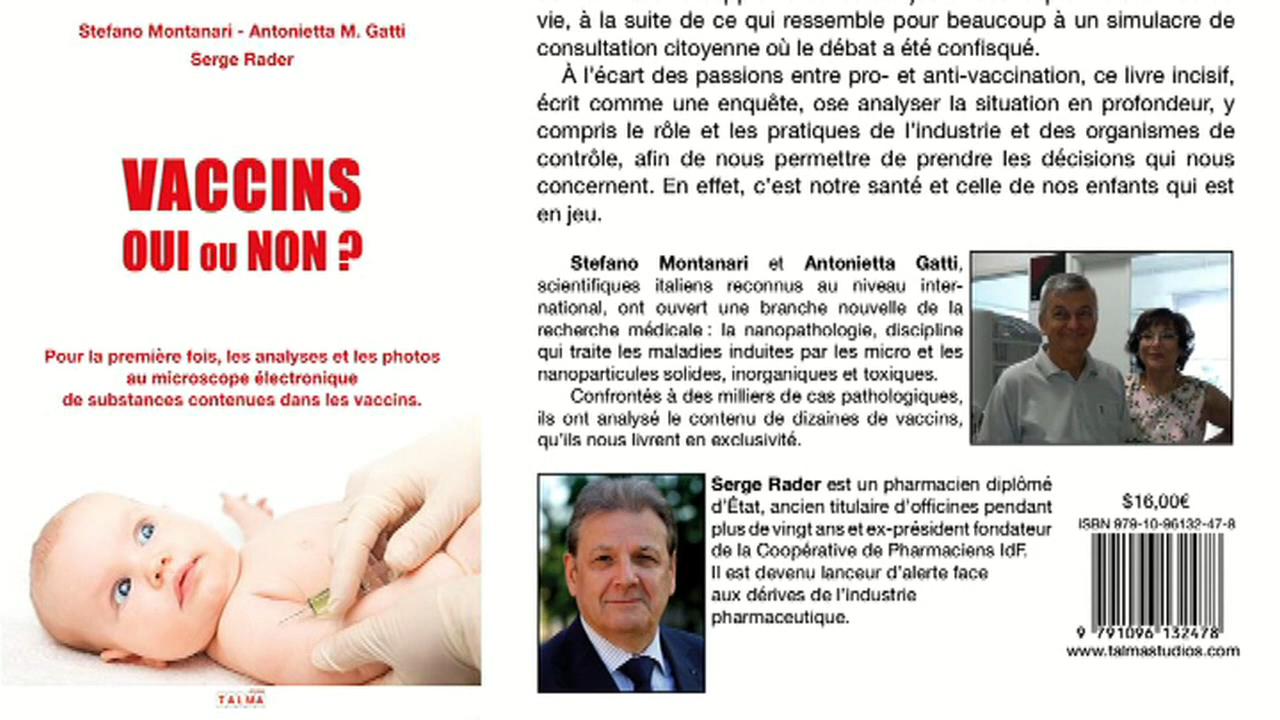 Stefano Montanari - Antonietta M. Gatti
Serge Rader
VACCINS
OUI OU NON ?
Pour la première fois, les analyses et les photos
au microscope électronique
de substances contenues dans les vaccins.
TALMA
vie, à la suite de ce qui ressemble pour beaucoup à un simulacre de
consultation citoyenne où le débat a été confisqué.
À l'écart des passions entre pro- et anti-vaccination, ce livre incisif,
écrit comme une enquête, ose analyser la situation en profondeur, y
compris le rôle et les pratiques de l'industrie et des organismes de
contrôle, afin de nous permettre de prendre les décisions qui nous
concernent. En effet, c'est notre santé et celle de nos enfants qui est
en jeu.
Stefano Montanari et Antonietta Gatti,
scientifiques italiens reconnus au niveau inter-
national, ont ouvert une branche nouvelle de la
recherche médicale : la nanopathologie, discipline
qui traite les maladies induites par les micro et les
nanoparticules solides, inorganiques et toxiques.
Confrontés à des milliers de cas pathologiques,
ils ont analysé le contenu de dizaines de vaccins,
qu'ils nous livrent en exclusivité.
Serge Rader est un pharmacien diplômé
d'État, ancien titulaire d'officines pendant
plus de vingt ans et ex-président fondateur
de la Coopérative de Pharmaciens IdF.
Il est devenu lanceur d'alerte face
aux dérives de l'industrie
pharmaceutique.
$16,00€
ISBN 979-10-96132-47-8
9 791096 132478
www.talmastudios.com